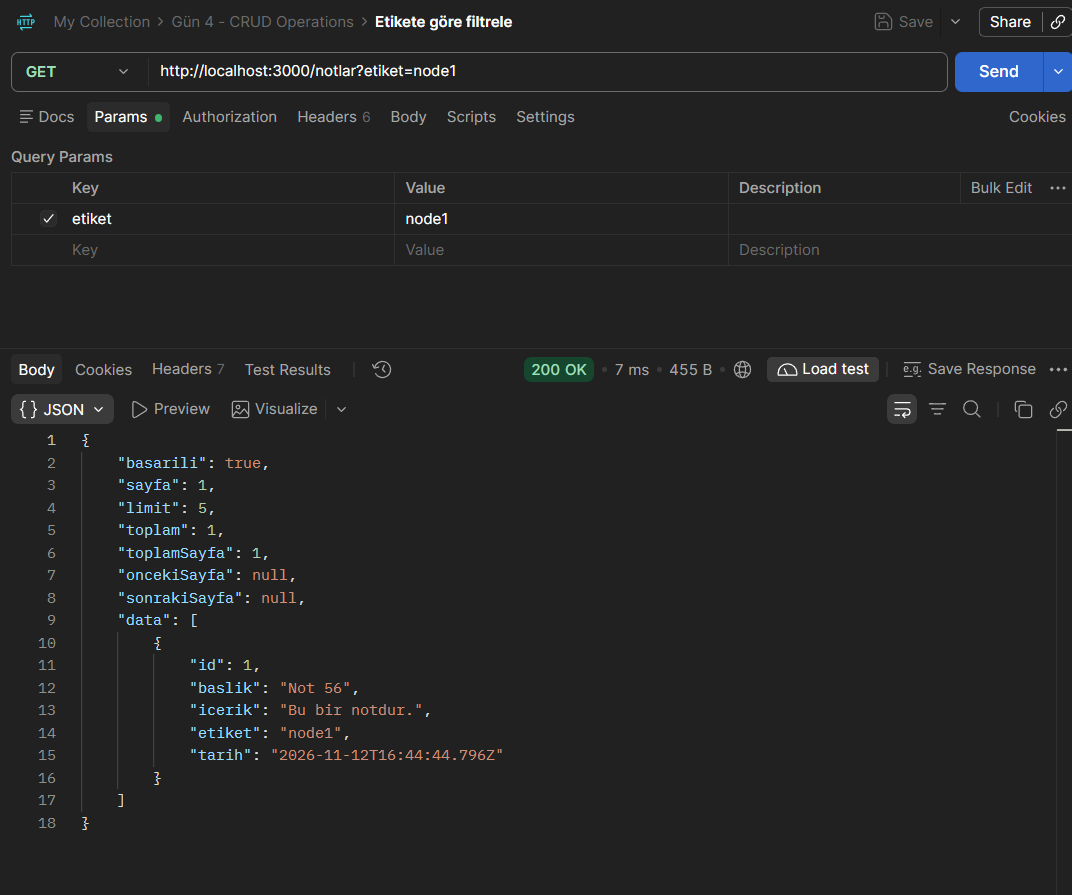 HTTP My Collection > Gün 4 - CRUD Operations > Etikete göre filtrele Save Share
GET http://localhost:3000/notlar?etiket=node1 Send
Docs Params Authorization Headers 6 Body Scripts Settings Cookies
Query Params
Key Value Description Bulk Edit
etiket node1
Key Value Description
Body Cookies Headers 7 Test Results 200 OK 7 ms 455 B Load test e.g. Save Response
{ } JSON Preview Visualize
1 {
2 "basarili": true,
3 "sayfa": 1,
4 "limit": 5,
5 "toplam": 1,
6 "toplamSayfa": 1,
7 "oncekiSayfa": null,
8 "sonrakiSayfa": null,
9 "data": [
10 {
11 "id": 1,
12 "baslik": "Not 56",
13 "icerik": "Bu bir notdur.",
14 "etiket": "node1",
15 "tarih": "2026-11-12T16:44:44.796Z"
16 }
17 ]
18 }